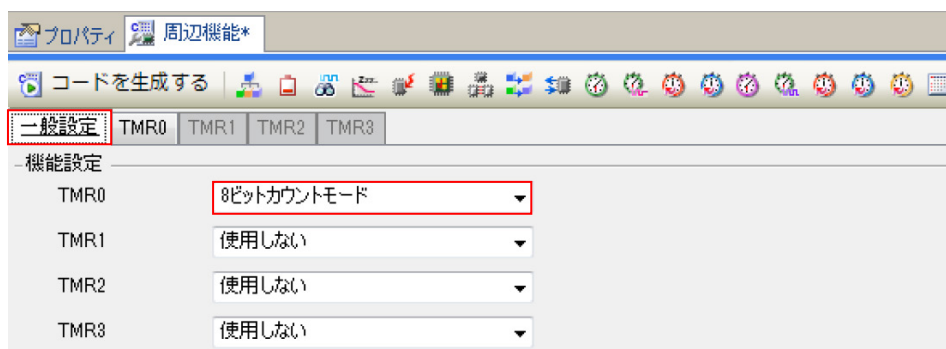 プロパティ 周辺機能*
コードを生成する
一般設定 TMR0 TMR1 TMR2 TMR3
機能設定
TMR0 8ビットカウントモード
TMR1 使用しない
TMR2 使用しない
TMR3 使用しない